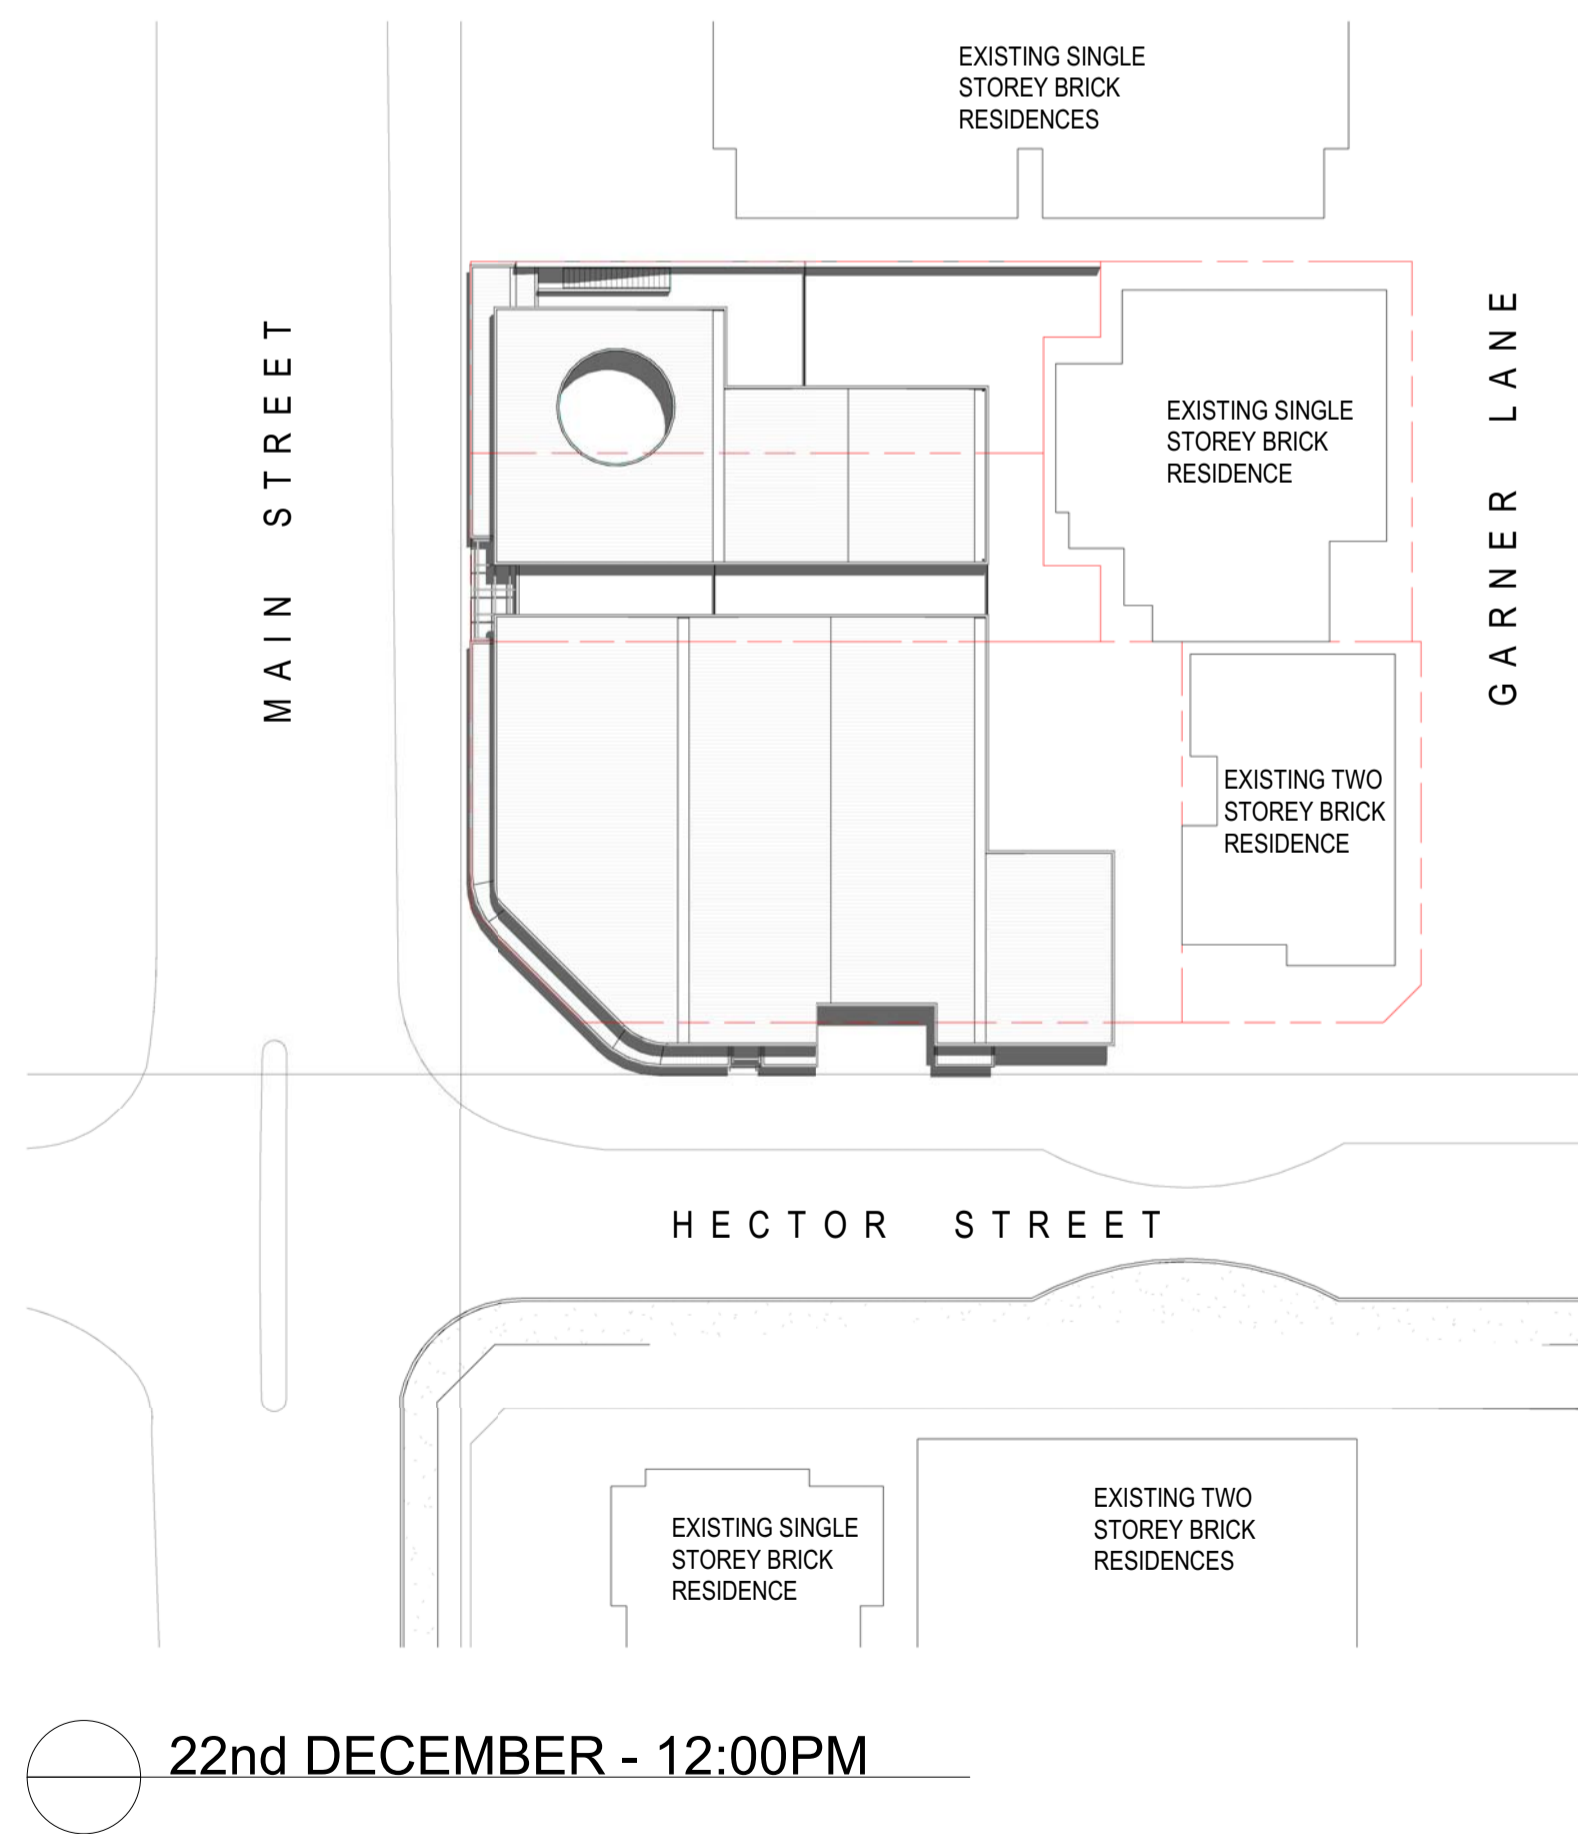 EXISTING SINGLE
STOREY BRICK
RESIDENCES
MAIN STREET
GARNER LANE
EXISTING SINGLE
STOREY BRICK
RESIDENCE
EXISTING TWO
STOREY BRICK
RESIDENCE
HECTOR STREET
EXISTING SINGLE
STOREY BRICK
RESIDENCE
EXISTING TWO
STOREY BRICK
RESIDENCES
22nd DECEMBER - 12:00PM